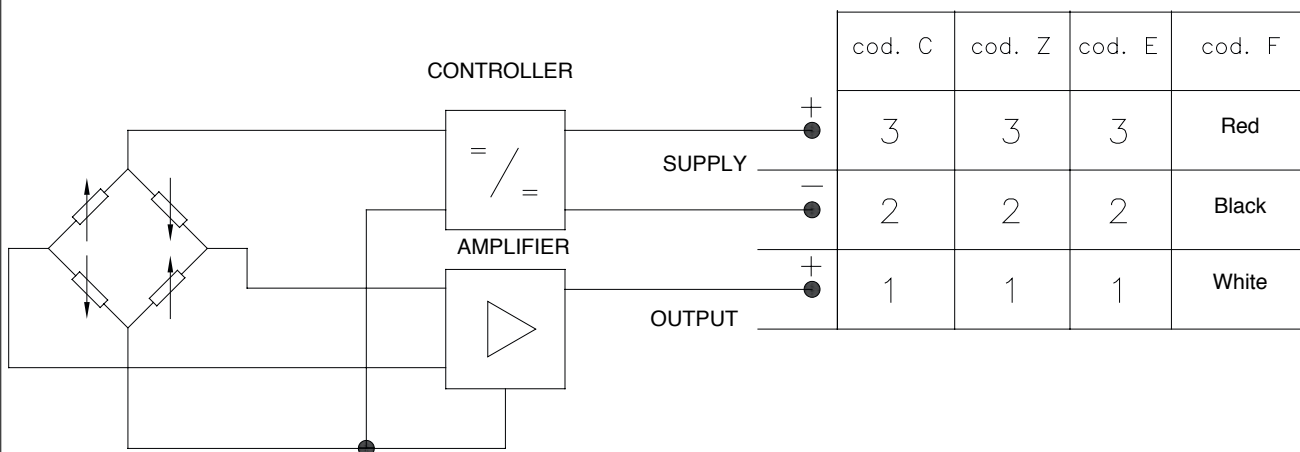 CONTROLLER
= / =
AMPLIFIER
SUPPLY
OUTPUT
+
−
+
cod. C cod. Z cod. E cod. F
3 3 3 Red
2 2 2 Black
1 1 1 White